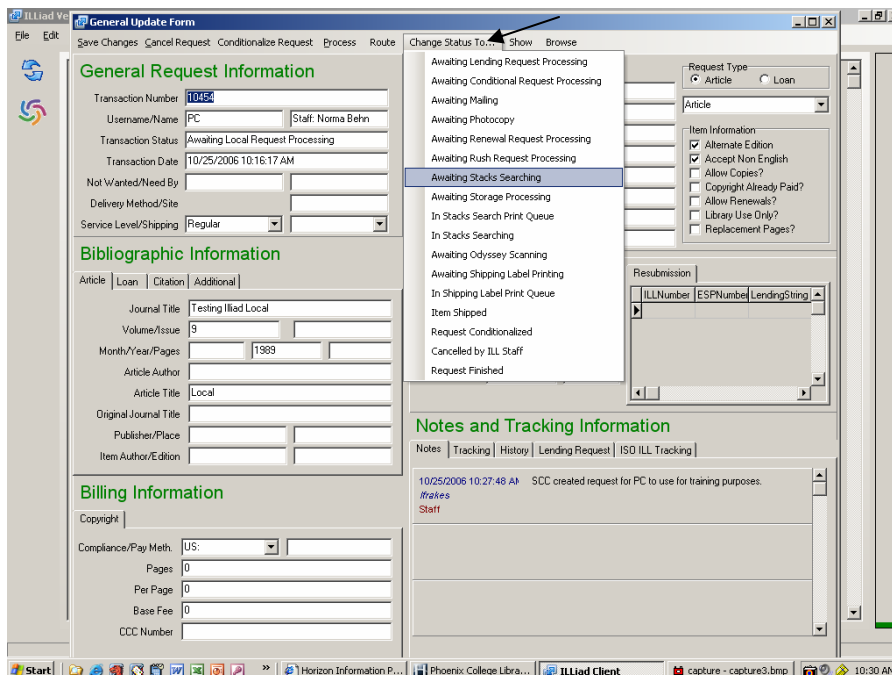 ILLiad Ve
General Update Form
File Edit
Save Changes Cancel Request Conditionalize Request Process Route Change Status To... Show Browse
General Request Information
Transaction Number 10454
Username/Name PC Staff: Norma Behn
Transaction Status Awaiting Local Request Processing
Transaction Date 10/25/2006 10:16:17 AM
Not Wanted/Need By
Delivery Method/Site
Service Level/Shipping Regular
Awaiting Lending Request Processing
Awaiting Conditional Request Processing
Awaiting Mailing
Awaiting Photocopy
Awaiting Renewal Request Processing
Awaiting Rush Request Processing
Awaiting Stacks Searching
Awaiting Storage Processing
In Stacks Search Print Queue
In Stacks Searching
Awaiting Odyssey Scanning
Awaiting Shipping Label Printing
In Shipping Label Print Queue
Item Shipped
Request Conditionalized
Cancelled by ILL Staff
Request Finished
Request Type
Article Loan
Article
Item Information
Alternate Edition
Accept Non English
Allow Copies?
Copyright Already Paid?
Allow Renewals?
Library Use Only?
Replacement Pages?
Bibliographic Information
Article Loan Citation Additional
Journal Title Testing Illiad Local
Volume/Issue 9
Month/Year/Pages 1989
Article Author
Article Title Local
Original Journal Title
Publisher/Place
Item Author/Edition
Resubmission
ILLNumber ESPNumber LendingString
Billing Information
Copyright
Compliance/Pay Meth. US:
Pages 0
Per Page 0
Base Fee 0
CCC Number
Notes and Tracking Information
Notes Tracking History Lending Request ISO ILL Tracking
10/25/2006 10:27:48 AM SCC created request for PC to use for training purposes.
lfrakes
Staff
Start » Horizon Information P... Phoenix College Libra... ILLiad Client capture - capture3.bmp 10:30 AM